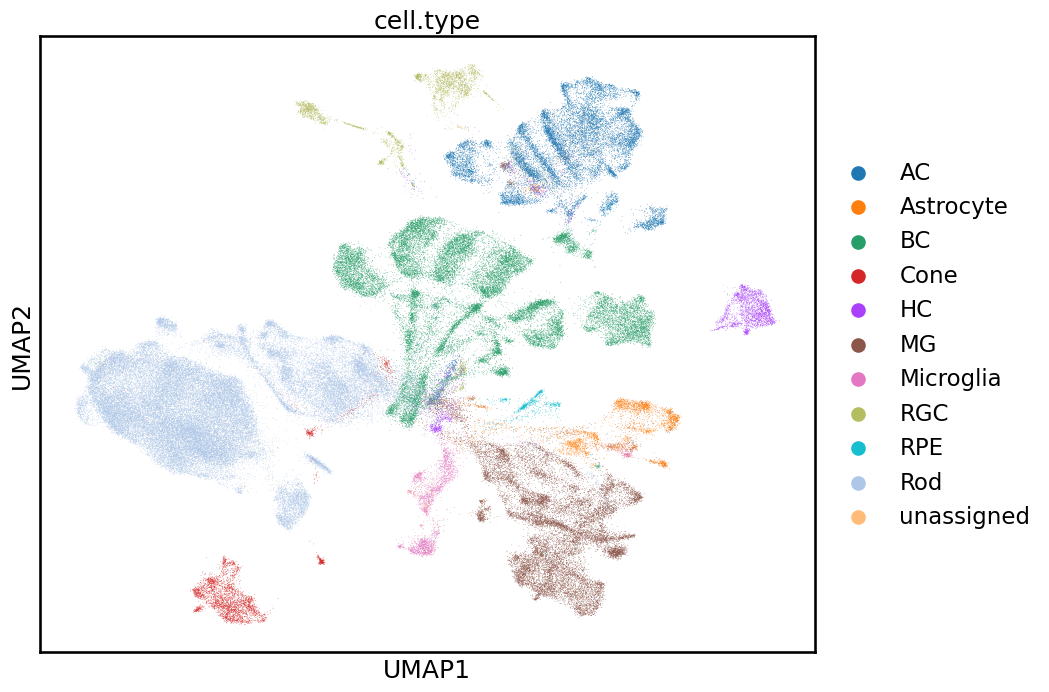 cell.type
UMAP2
UMAP1
AC
Astrocyte
BC
Cone
HC
MG
Microglia
RGC
RPE
Rod
unassigned